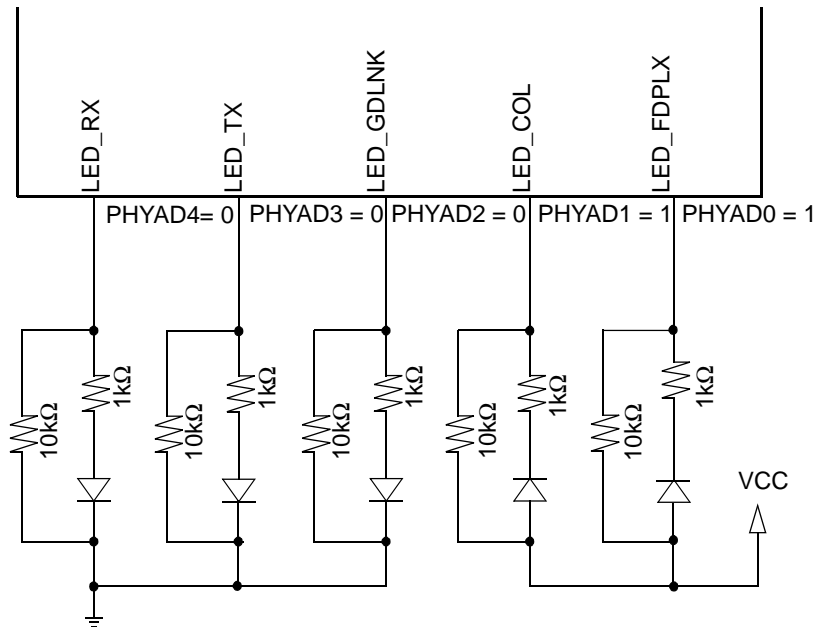 LED_RX
LED_TX
LED_GDLNK
LED_COL
LED_FDPLX
PHYAD4= 0
PHYAD3 = 0
PHYAD2 = 0
PHYAD1 = 1
PHYAD0 = 1
10kΩ
1kΩ
10kΩ
1kΩ
10kΩ
1kΩ
10kΩ
1kΩ
10kΩ
1kΩ
VCC